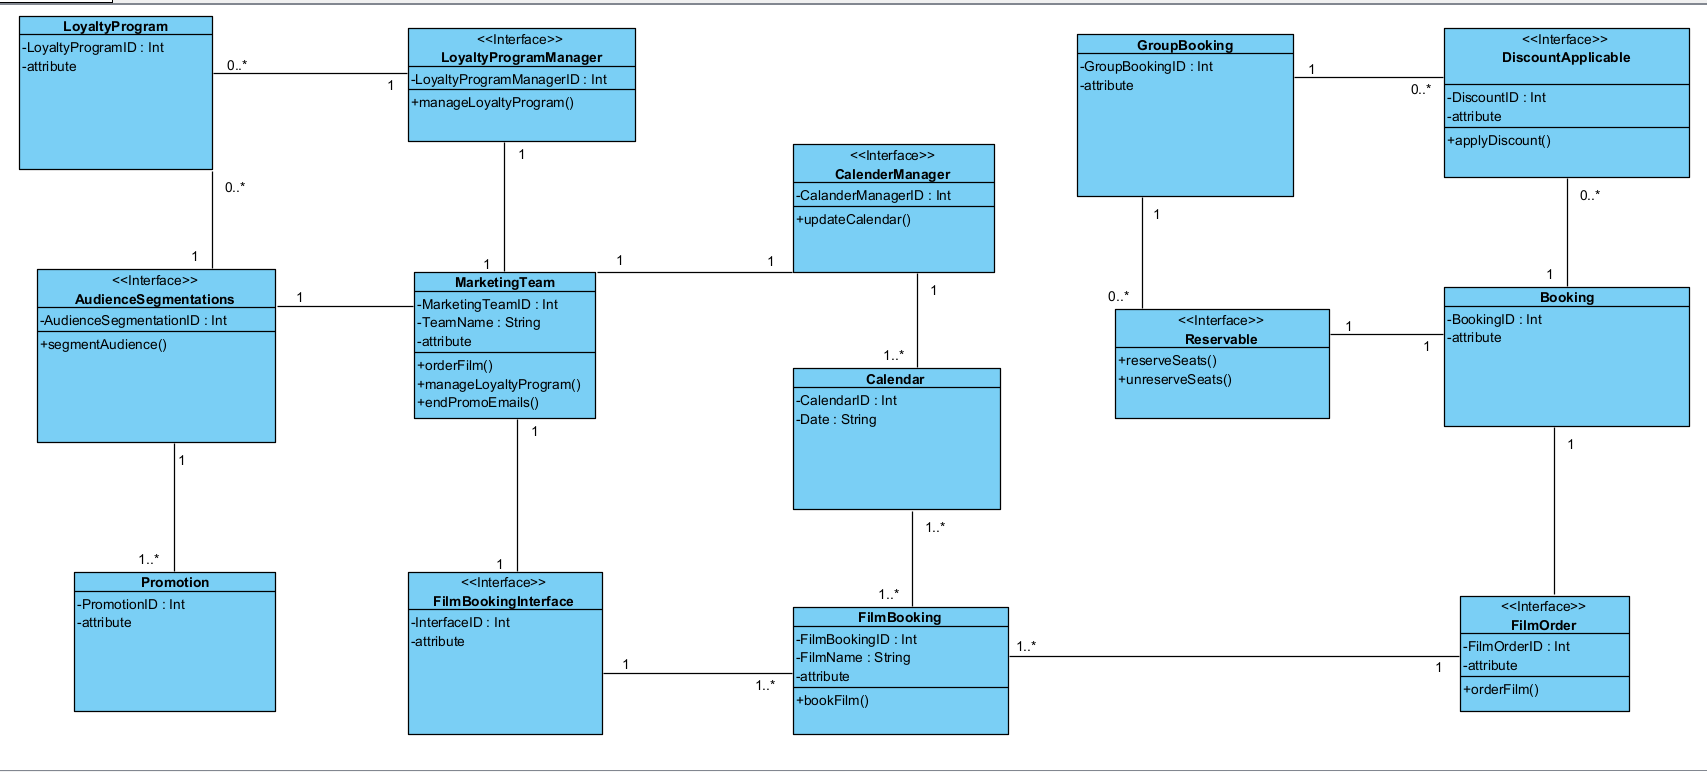 LoyaltyProgram
-LoyaltyProgramID : Int
-attribute
0..*
1
<<Interface>>
LoyaltyProgramManager
-LoyaltyProgramManagerID : Int
+manageLoyaltyProgram()
1
1
0..*
1
<<Interface>>
AudienceSegmentations
-AudienceSegmentationID : Int
+segmentAudience()
1
MarketingTeam
-MarketingTeamID : Int
-TeamName : String
-attribute
+orderFilm()
+manageLoyaltyProgram()
+endPromoEmails()
1
1
<<Interface>>
CalenderManager
-CalanderManagerID : Int
+updateCalendar()
1
1..*
Calendar
-CalendarID : Int
-Date : String
1..*
1..*
1
1..*
Promotion
-PromotionID : Int
-attribute
1
1
<<Interface>>
FilmBookingInterface
-InterfaceID : Int
-attribute
1
1..*
FilmBooking
-FilmBookingID : Int
-FilmName : String
-attribute
+bookFilm()
1..*
1
GroupBooking
-GroupBookingID : Int
-attribute
1
0..*
<<Interface>>
DiscountApplicable
-DiscountID : Int
-attribute
+applyDiscount()
1
0..*
0..*
1
<<Interface>>
Reservable
+reserveSeats()
+unreserveSeats()
1
1
Booking
-BookingID : Int
-attribute
1
<<Interface>>
FilmOrder
-FilmOrderID : Int
-attribute
+orderFilm()